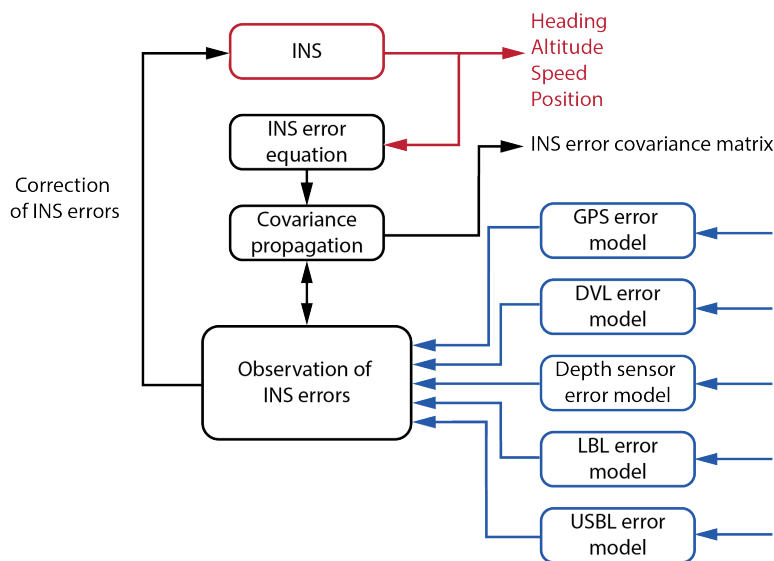 INS
Heading
Altitude
Speed
Position
INS error
equation
INS error covariance matrix
Correction
of INS errors
Covariance
propagation
GPS error
model
DVL error
model
Observation of
INS errors
Depth sensor
error model
LBL error
model
USBL error
model